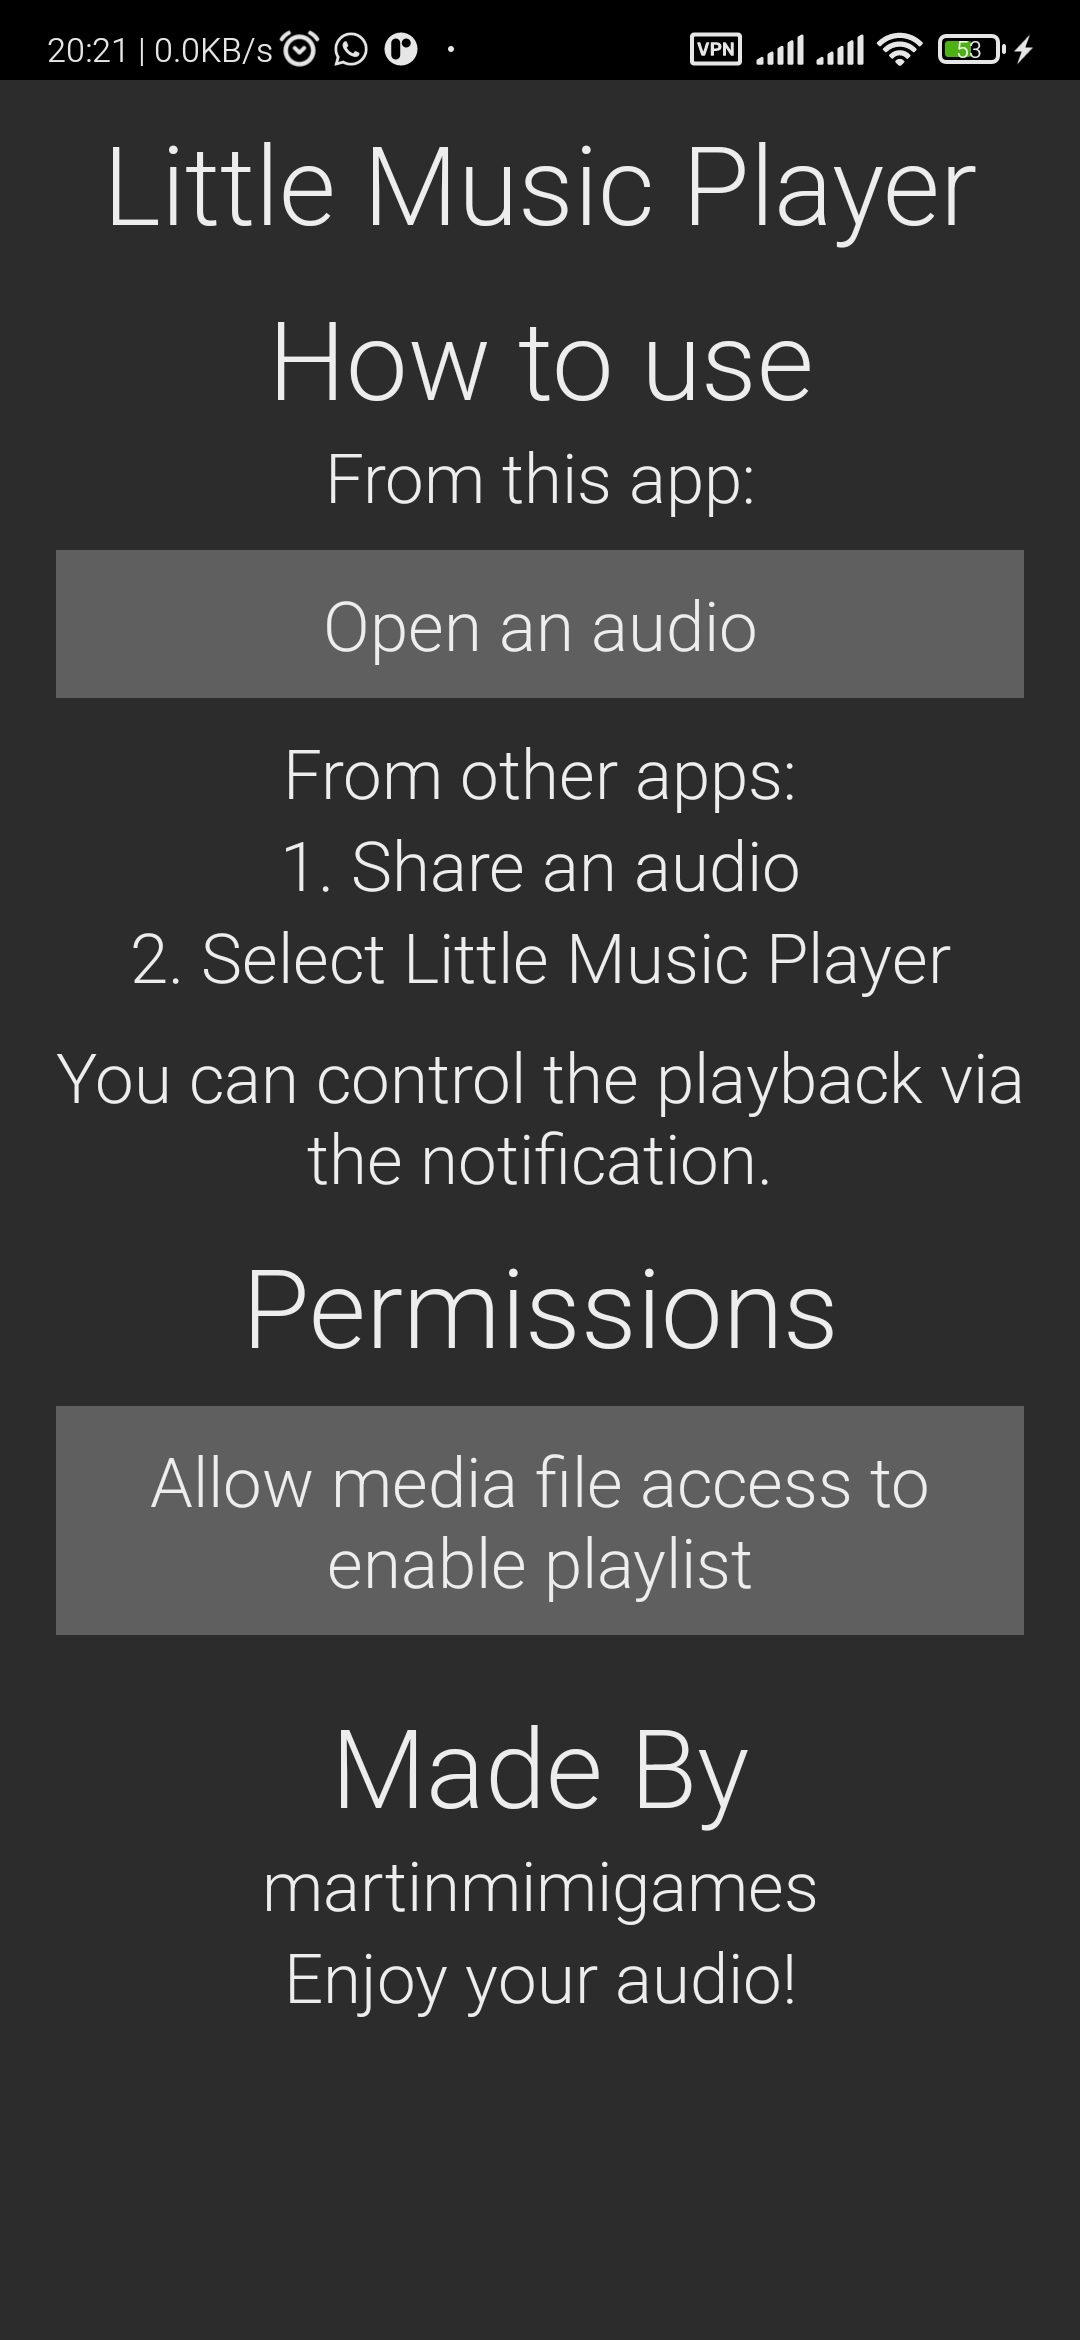 20:21 | 0.0KB/s
VPN
53
Little Music Player
How to use
From this app:
Open an audio
From other apps:
1. Share an audio
2. Select Little Music Player
You can control the playback via
the notification.
Permissions
Allow media file access to
enable playlist
Made By
martinmimigames
Enjoy your audio!